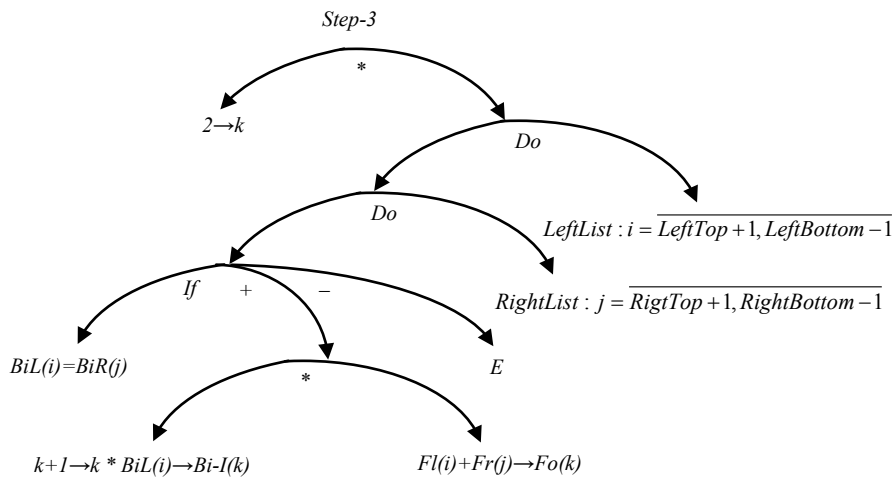 Step-3
*
2→k
Do
Do
LeftList : i = LeftTop +1, LeftBottom −1
If + −
RightList : j = RigtTop +1, RightBottom −1
BiL(i)=BiR(j)
E
*
k+1→k * BiL(i)→Bi-I(k)
Fl(i)+Fr(j)→Fo(k)